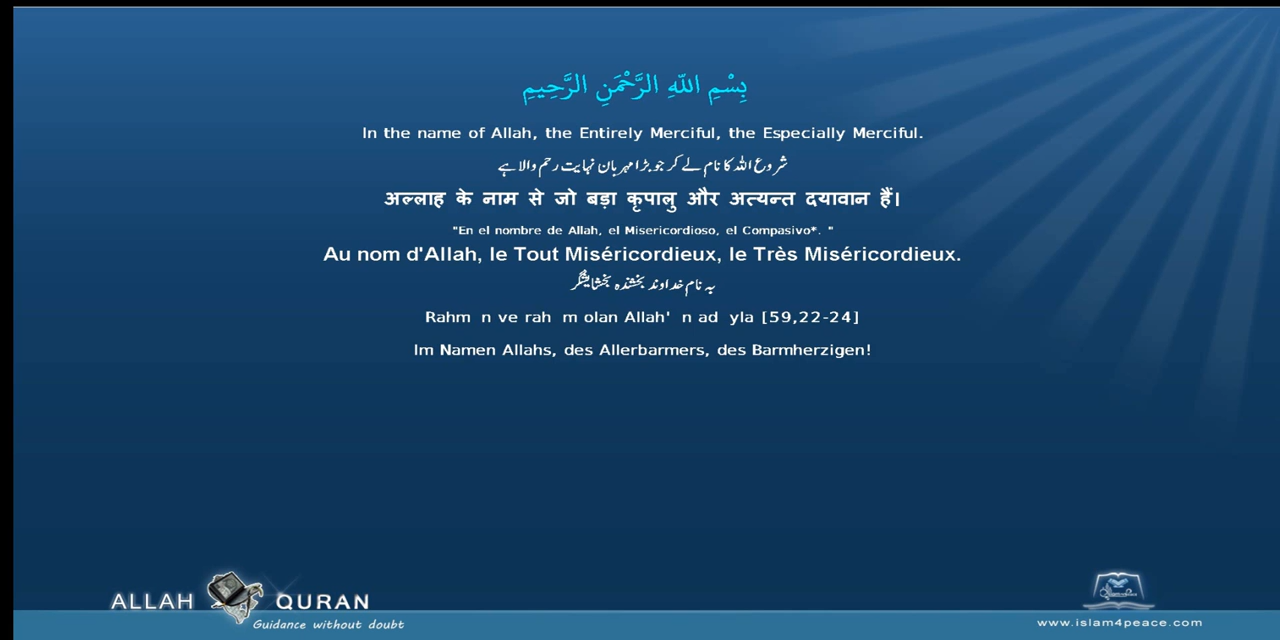 بِسْمِ اللّهِ الرَّحْمَنِ الرَّحِيمِ
In the name of Allah, the Entirely Merciful, the Especially Merciful.
شروع الله کا نام لے کر جو بڑا مہربان نہایت رحم والا ہے
अल्लाह के नाम से जो बड़ा कृपालु और अत्यन्त दयावान हैं।
"En el nombre de Allah, el Misericordioso, el Compasivo*. "
Au nom d'Allah, le Tout Miséricordieux, le Très Miséricordieux.
به نام خداوند بخشنده بخشایشگر
Rahm n ve rah m olan Allah' n ad yla [59,22-24]
Im Namen Allahs, des Allerbarmers, des Barmherzigen!
ALLAH QURAN
Guidance without doubt
www.islam4peace.com